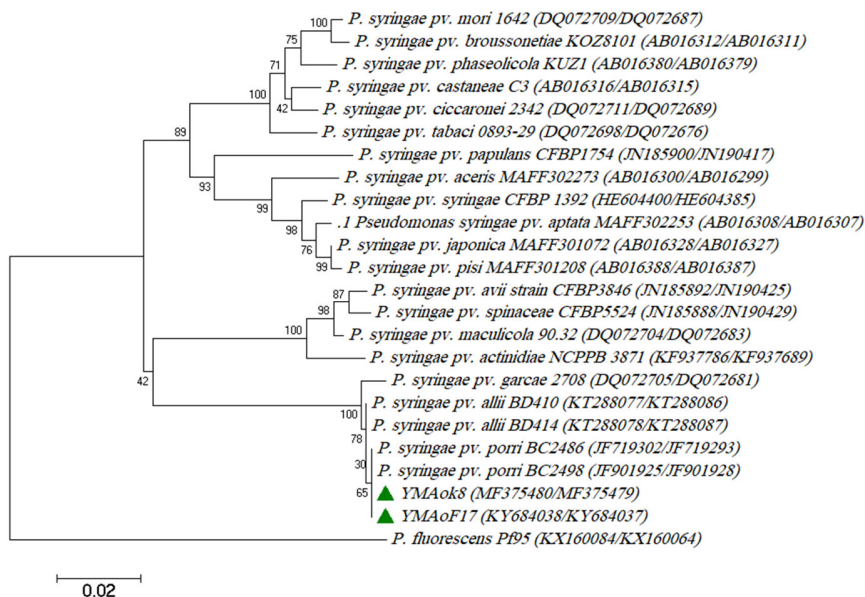 100
P. syringae pv. mori 1642 (DQ072709/DQ072687)
75
P. syringae pv. broussonetiae KOZ8101 (AB016312/AB016311)
71
P. syringae pv. phaseolicola KUZ1 (AB016380/AB016379)
100
P. syringae pv. castaneae C3 (AB016316/AB016315)
42
P. syringae pv. ciccaronei 2342 (DQ072711/DQ072689)
P. syringae pv. tabaci 0893-29 (DQ072698/DQ072676)
89
P. syringae pv. papulans CFBP1754 (JN185900/JN190417)
93
P. syringae pv. aceris MAFF302273 (AB016300/AB016299)
99
P. syringae pv. syringae CFBP 1392 (HE604400/HE604385)
98
.1 Pseudomonas syringae pv. aptata MAFF302253 (AB016308/AB016307)
76
P. syringae pv. japonica MAFF301072 (AB016328/AB016327)
99
P. syringae pv. pisi MAFF301208 (AB016388/AB016387)
87
P. syringae pv. avii strain CFBP3846 (JN185892/JN190425)
98
P. syringae pv. spinaceae CFBP5524 (JN185888/JN190429)
100
P. syringae pv. maculicola 90.32 (DQ072704/DQ072683)
P. syringae pv. actinidiae NCPPB 3871 (KF937786/KF937689)
42
P. syringae pv. garcae 2708 (DQ072705/DQ072681)
100
P. syringae pv. allii BD410 (KT288077/KT288086)
P. syringae pv. allii BD414 (KT288078/KT288087)
78
P. syringae pv. porri BC2486 (JF719302/JF719293)
30
P. syringae pv. porri BC2498 (JF901925/JF901928)
65
YMAok8 (MF375480/MF375479)
YMAoF17 (KY684038/KY684037)
P. fluorescens Pf95 (KX160084/KX160064)
0.02